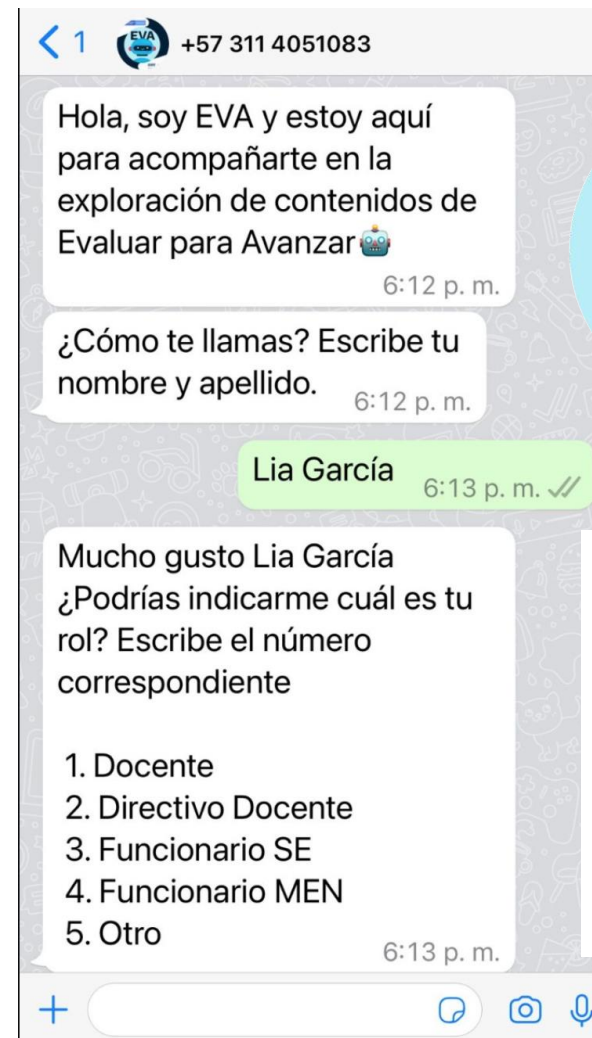 1
EVA
+57 311 4051083
Hola, soy EVA y estoy aquí
para acompañarte en la
exploración de contenidos de
Evaluar para Avanzar🤖
6:12 p. m.
¿Cómo te llamas? Escribe tu
nombre y apellido.
6:12 p. m.
Lia García
6:13 p. m.
Mucho gusto Lia García
¿Podrías indicarme cuál es tu
rol? Escribe el número
correspondiente
1. Docente
2. Directivo Docente
3. Funcionario SE
4. Funcionario MEN
5. Otro
6:13 p. m.